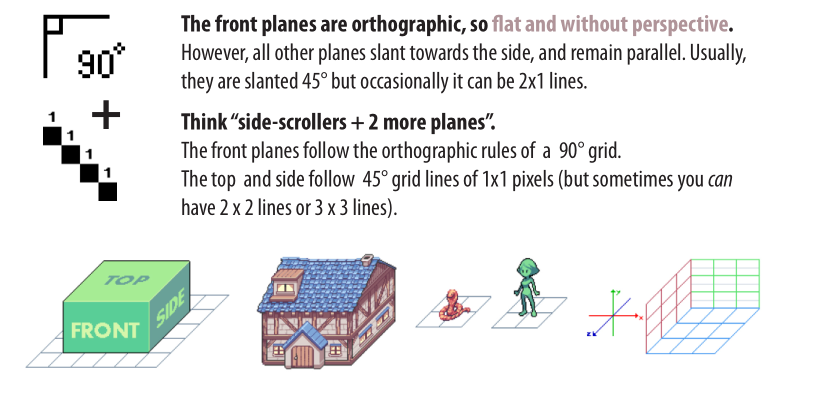 The front planes are orthographic, so flat and without perspective.
90°
However, all other planes slant towards the side, and remain parallel. Usually,
they are slanted 45° but occasionally it can be 2x1 lines.
1
1
1
1
Think “side-scrollers + 2 more planes”.
The front planes follow the orthographic rules of a 90° grid.
The top and side follow 45° grid lines of 1x1 pixels (but sometimes you can
have 2 x 2 lines or 3 x 3 lines).
TOP
FRONT
SIDE
y
x
z